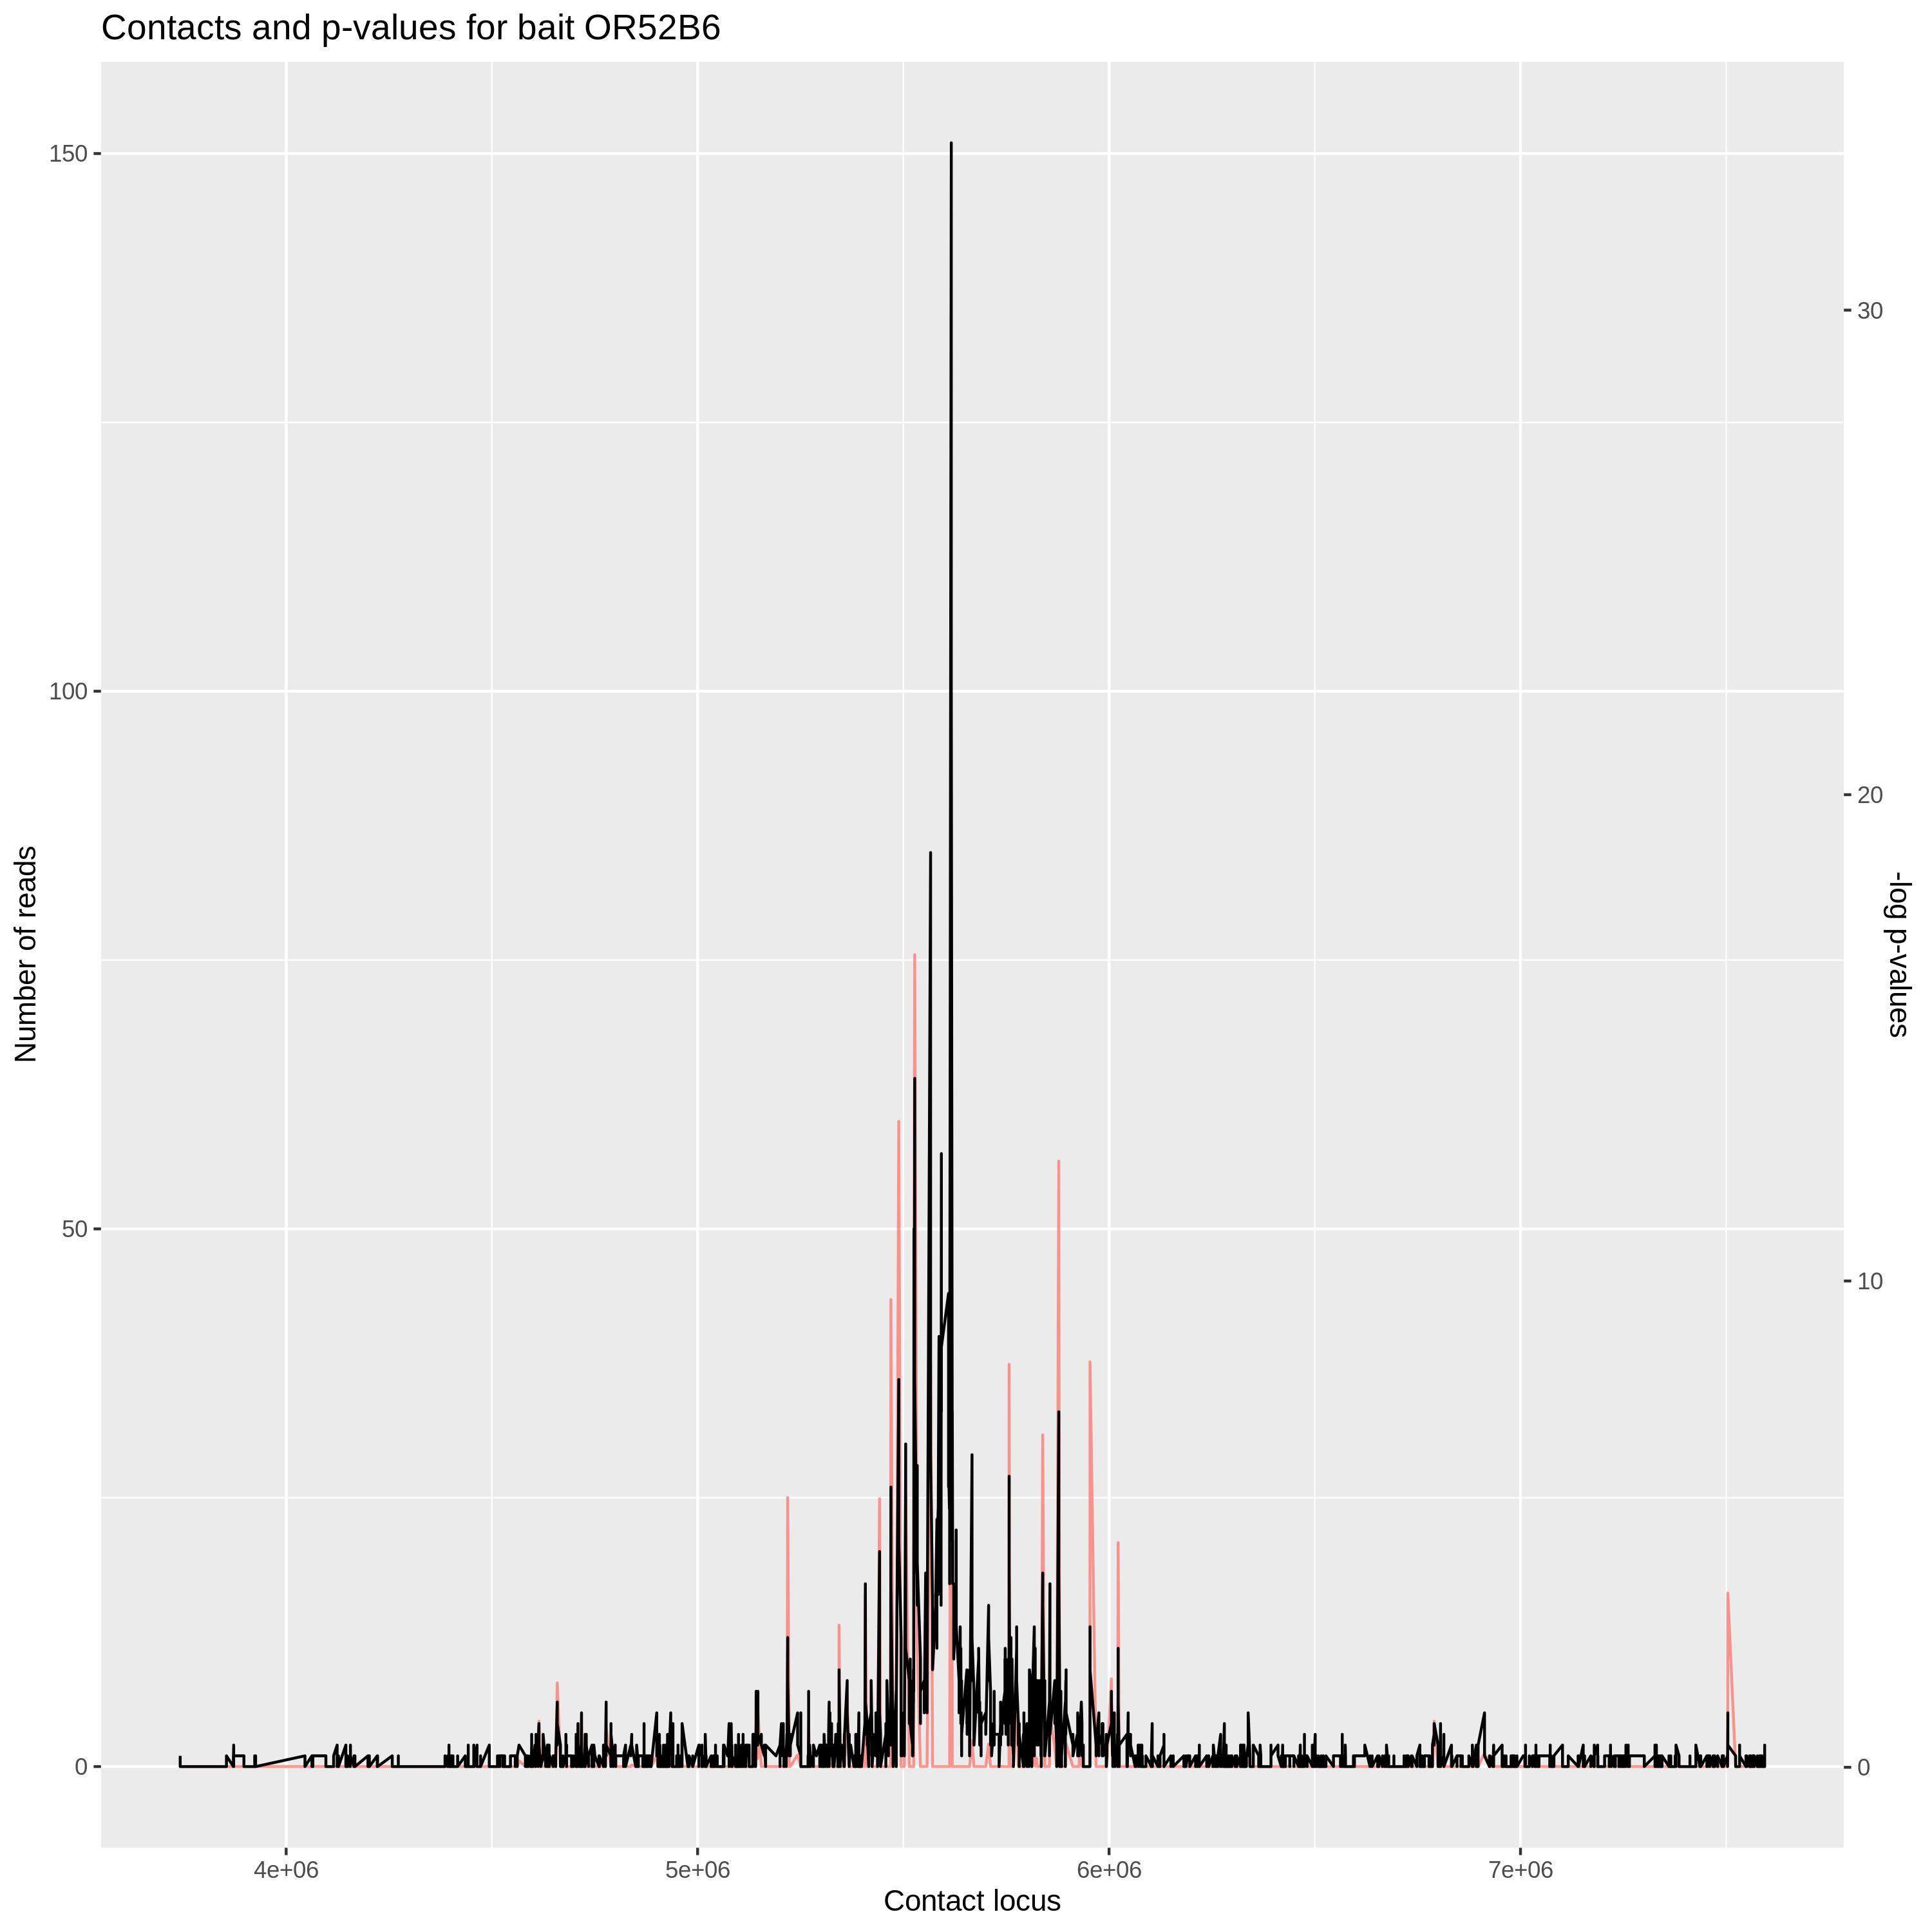 Contacts and p-values for bait OR52B6
150
100
50
0
Number of reads
30
20
10
0
-log p-values
4e+06
5e+06
6e+06
7e+06
Contact locus